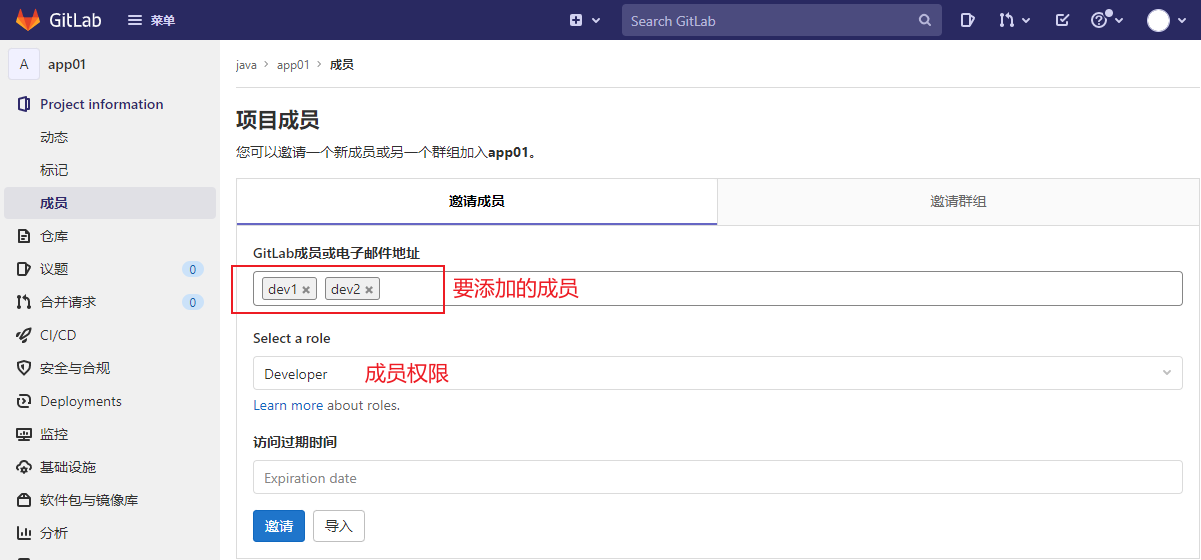 GitLab 菜单 Search GitLab
A app01
Project information
动态
标记
成员
仓库
议题 0
合并请求 0
CI/CD
安全与合规
Deployments
监控
基础设施
软件包与镜像库
分析
java › app01 › 成员
项目成员
您可以邀请一个新成员或另一个群组加入app01。
邀请成员 邀请群组
GitLab成员或电子邮件地址
dev1 × dev2 × 要添加的成员
Select a role
Developer 成员权限
Learn more about roles.
访问过期时间
Expiration date
邀请 导入